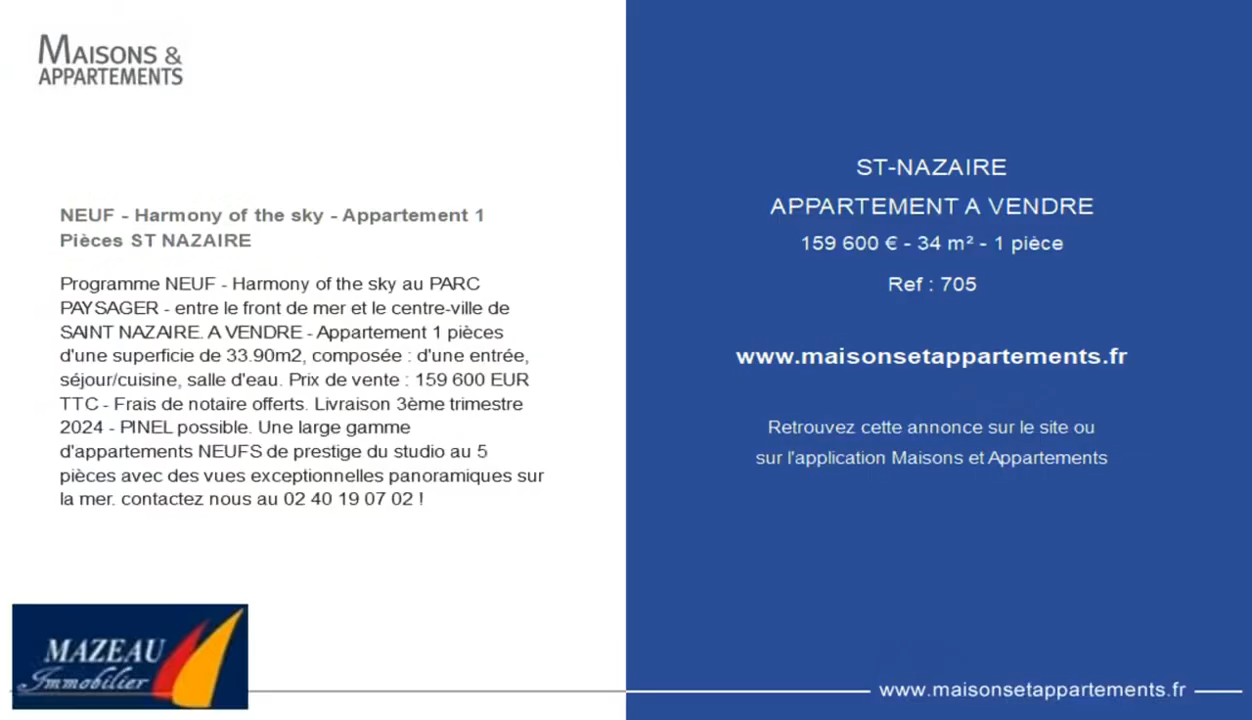 MAISONS &
APPARTEMENTS
NEUF - Harmony of the sky - Appartement 1
Pièces ST NAZAIRE
Programme NEUF - Harmony of the sky au PARC
PAYSAGER - entre le front de mer et le centre-ville de
SAINT NAZAIRE. A VENDRE - Appartement 1 pièces
d'une superficie de 33.90m2, composée : d'une entrée,
séjour/cuisine, salle d'eau. Prix de vente : 159 600 EUR
TTC - Frais de notaire offerts. Livraison 3ème trimestre
2024 - PINEL possible. Une large gamme
d'appartements NEUFS de prestige du studio au 5
pièces avec des vues exceptionnelles panoramiques sur
la mer. contactez nous au 02 40 19 07 02 !
MAZEAU
Immobilier
ST-NAZAIRE
APPARTEMENT A VENDRE
159 600 € - 34 m² - 1 pièce
Ref : 705
www.maisonsetappartements.fr
Retrouvez cette annonce sur le site ou
sur l'application Maisons et Appartements
www.maisonsetappartements.fr